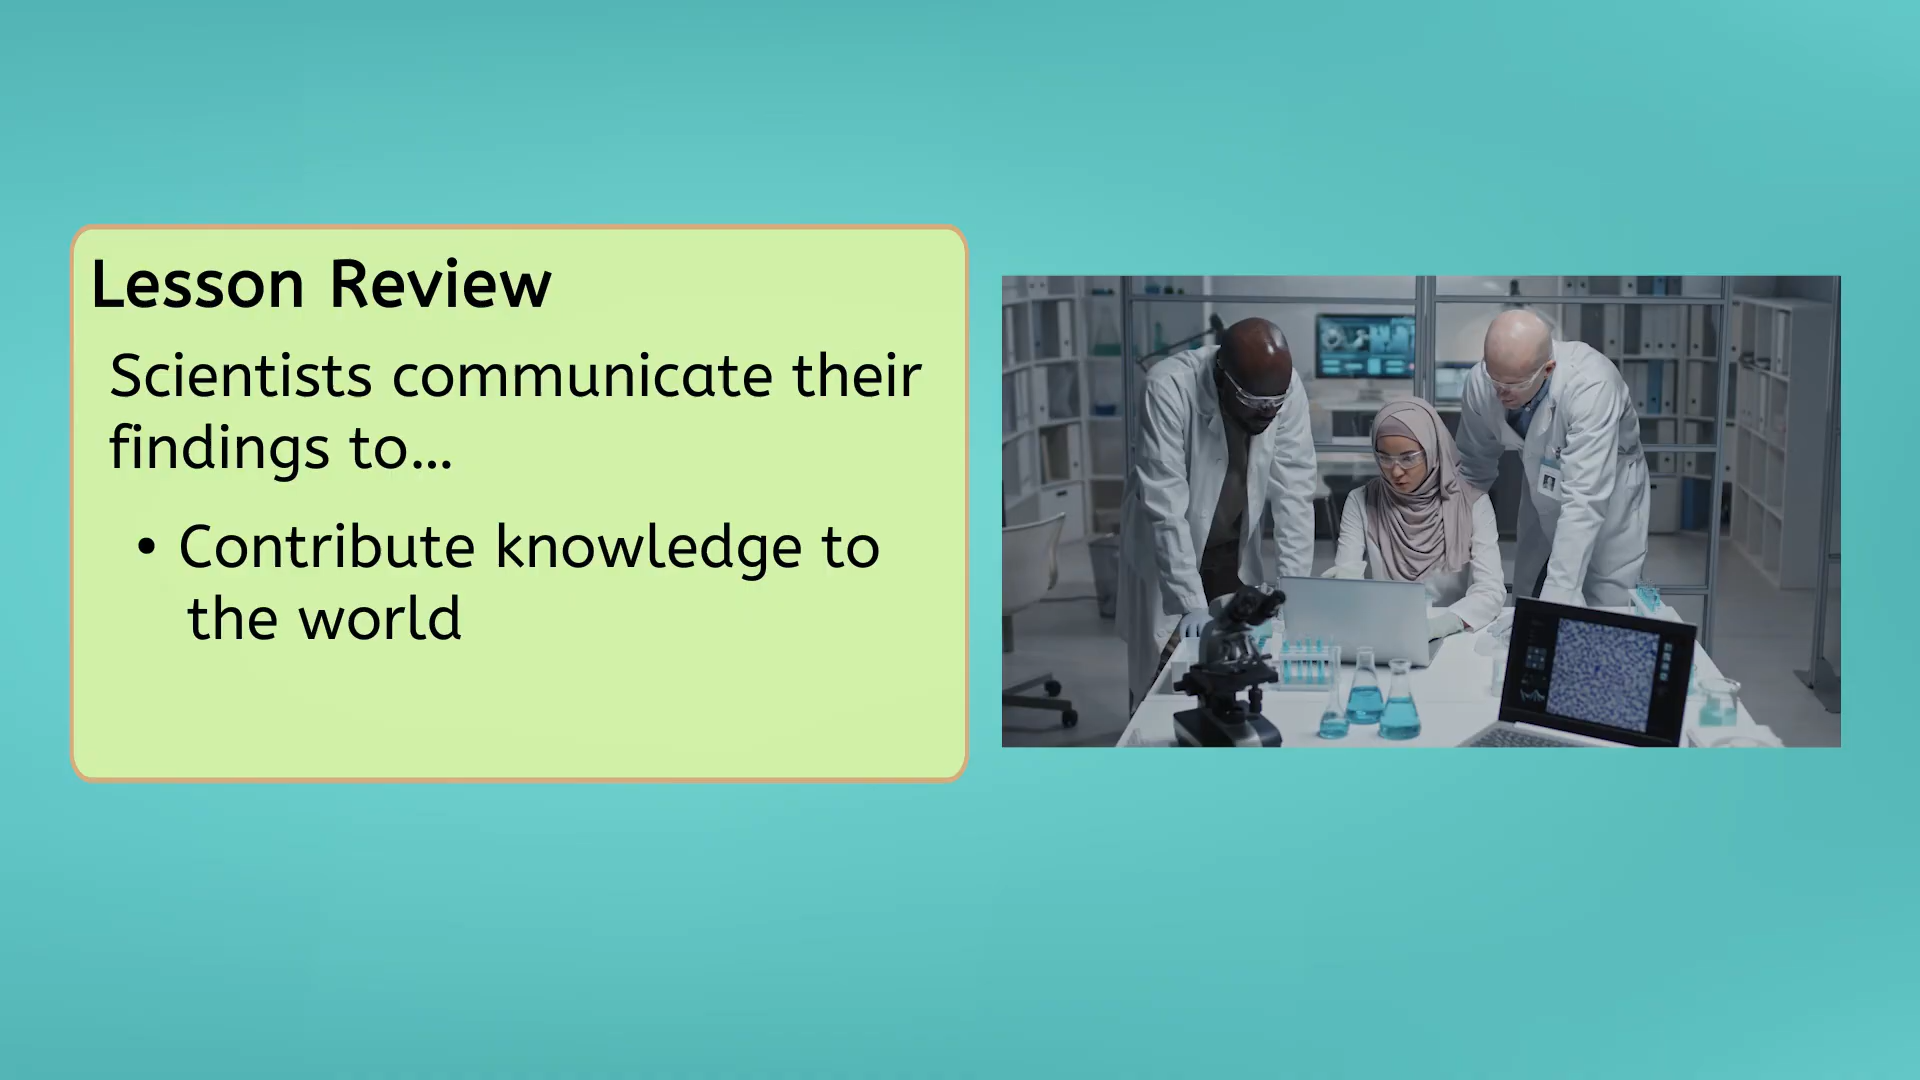 Lesson Review
Scientists communicate their
findings to...
• Contribute knowledge to
the world